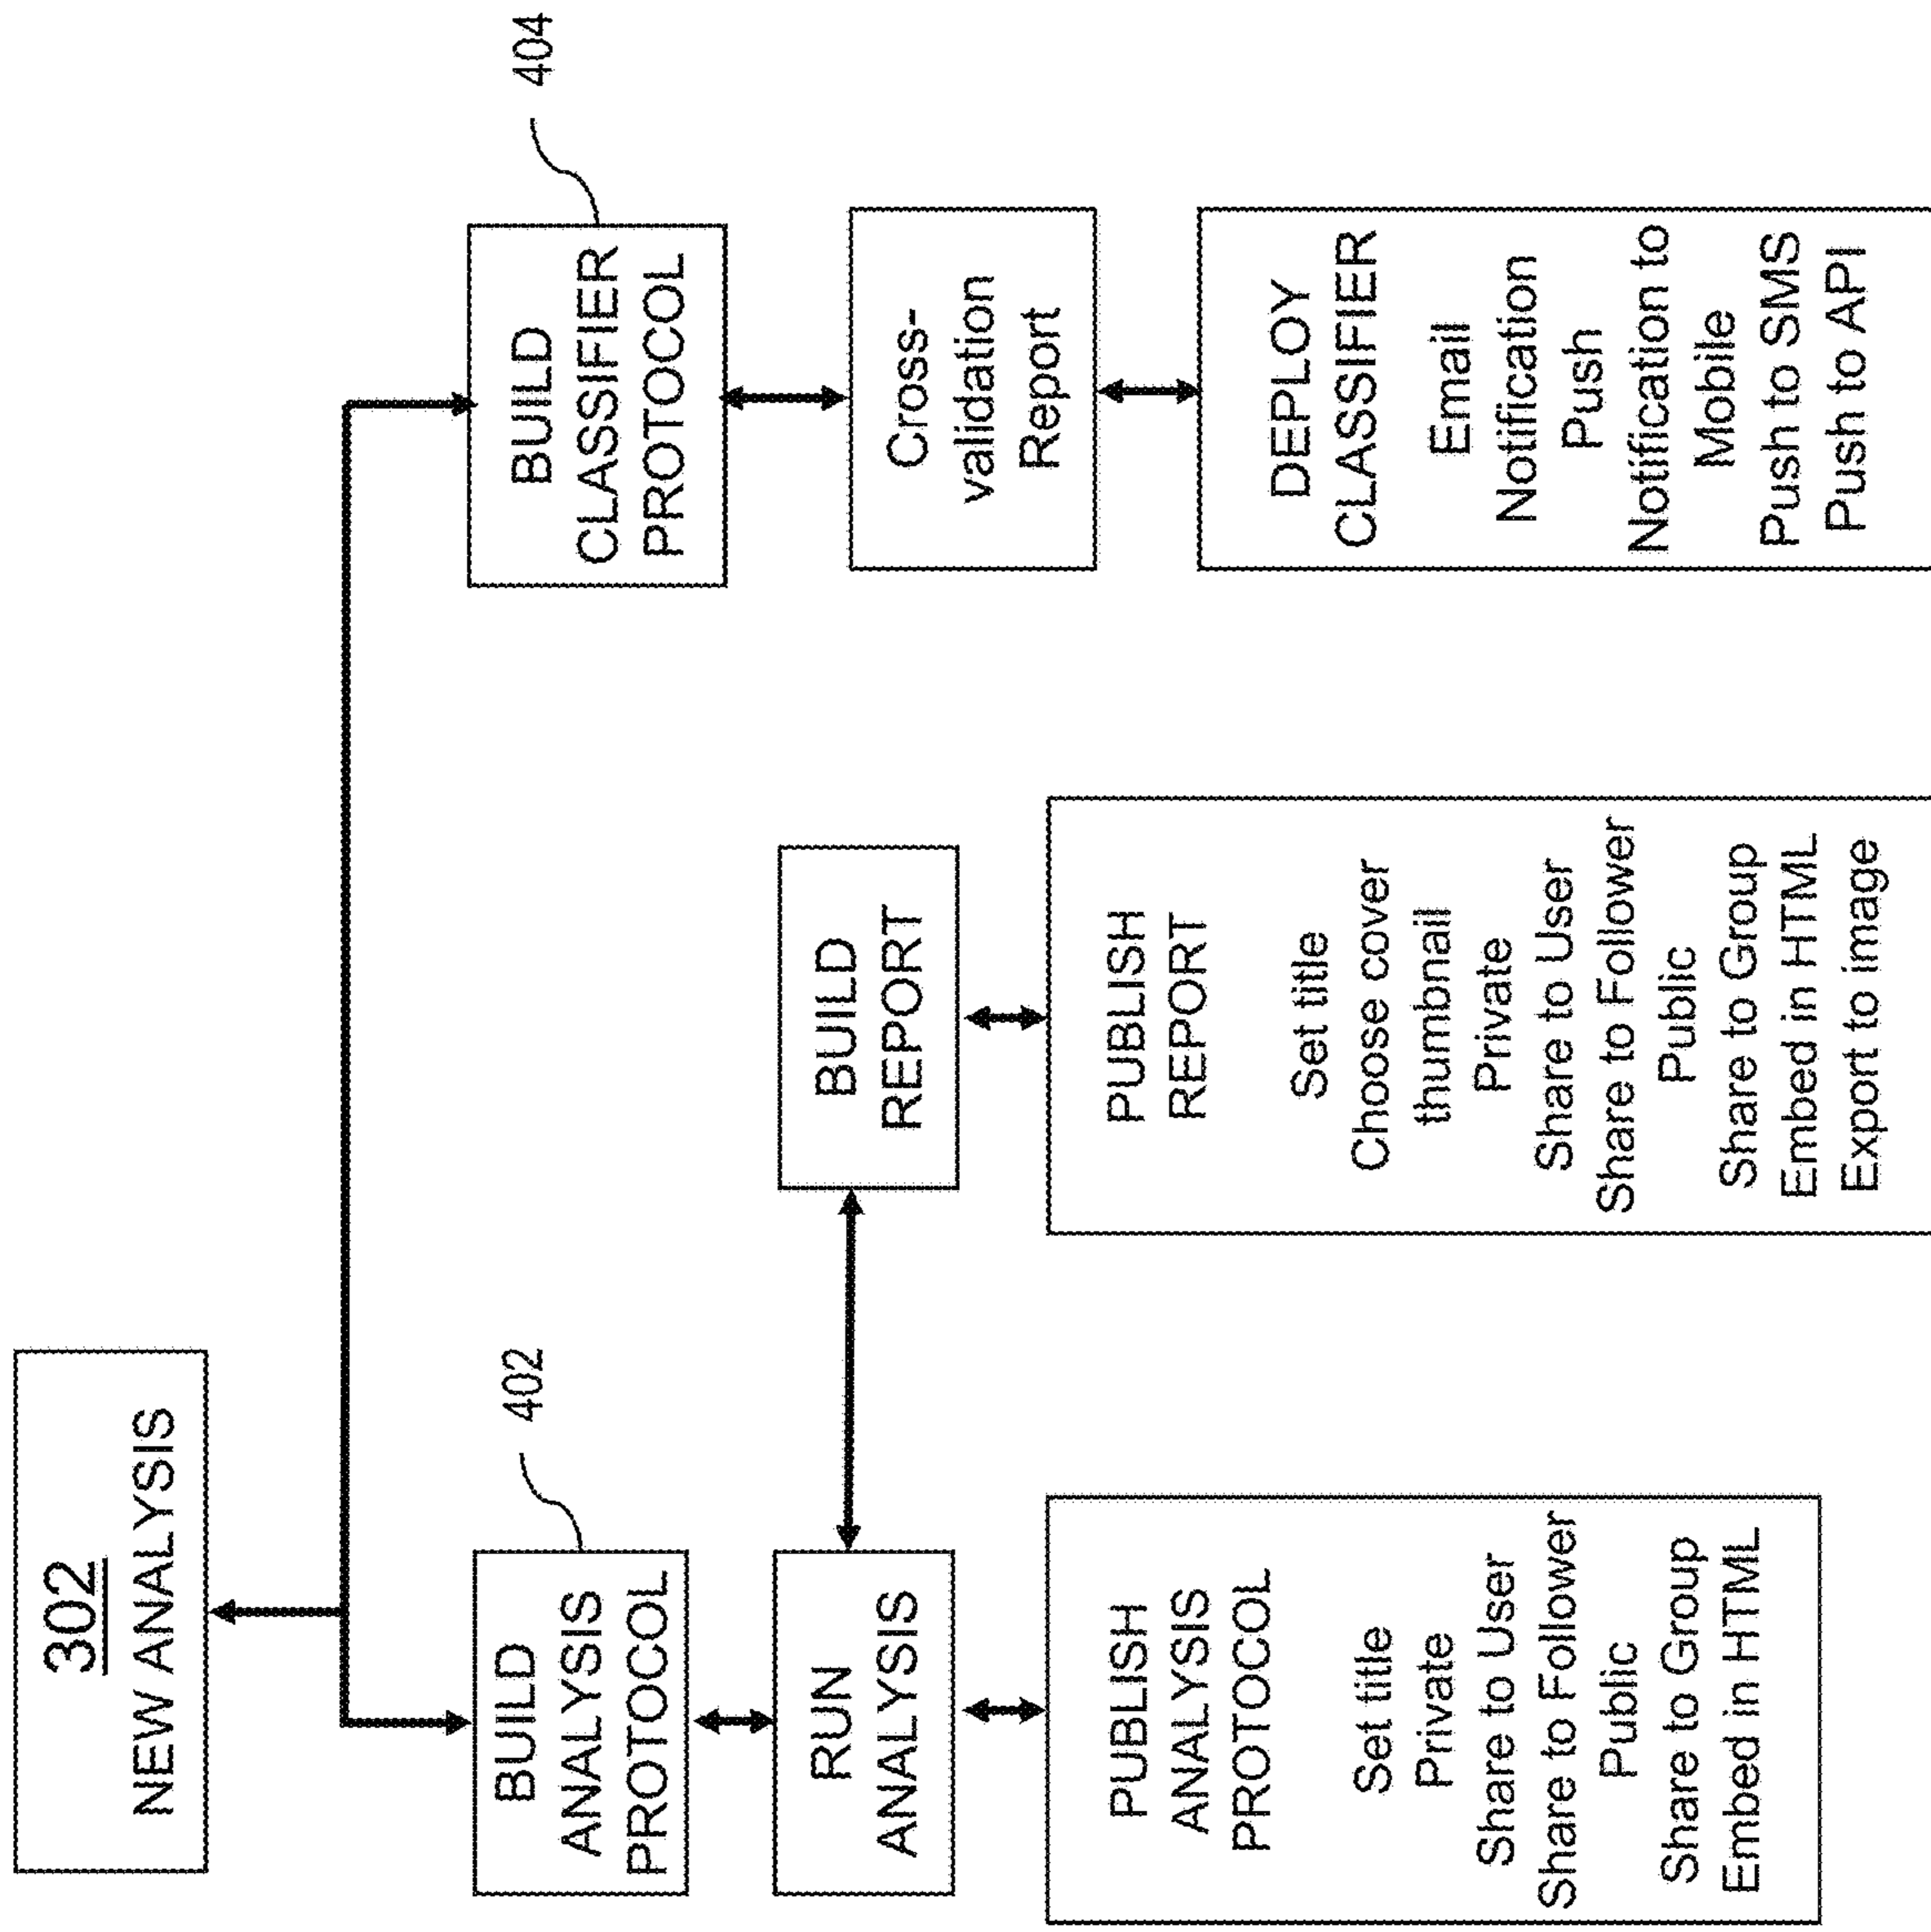 302
NEW ANALYSIS
402
BUILD
ANALYSIS
PROTOCOL
RUN
ANALYSIS
PUBLISH
ANALYSIS
PROTOCOL
Set title
Private
Share to User
Share to Follower
Public
Share to Group
Embed in HTML
BUILD
REPORT
PUBLISH
REPORT
Set title
Choose cover
thumbnail
Private
Share to User
Share to Follower
Public
Share to Group
Embed in HTML
Export to image
404
BUILD
CLASSIFIER
PROTOCOL
Cross-
validation
Report
DEPLOY
CLASSIFIER
Email
Notification
Push
Notification to
Mobile
Push to SMS
Push to API